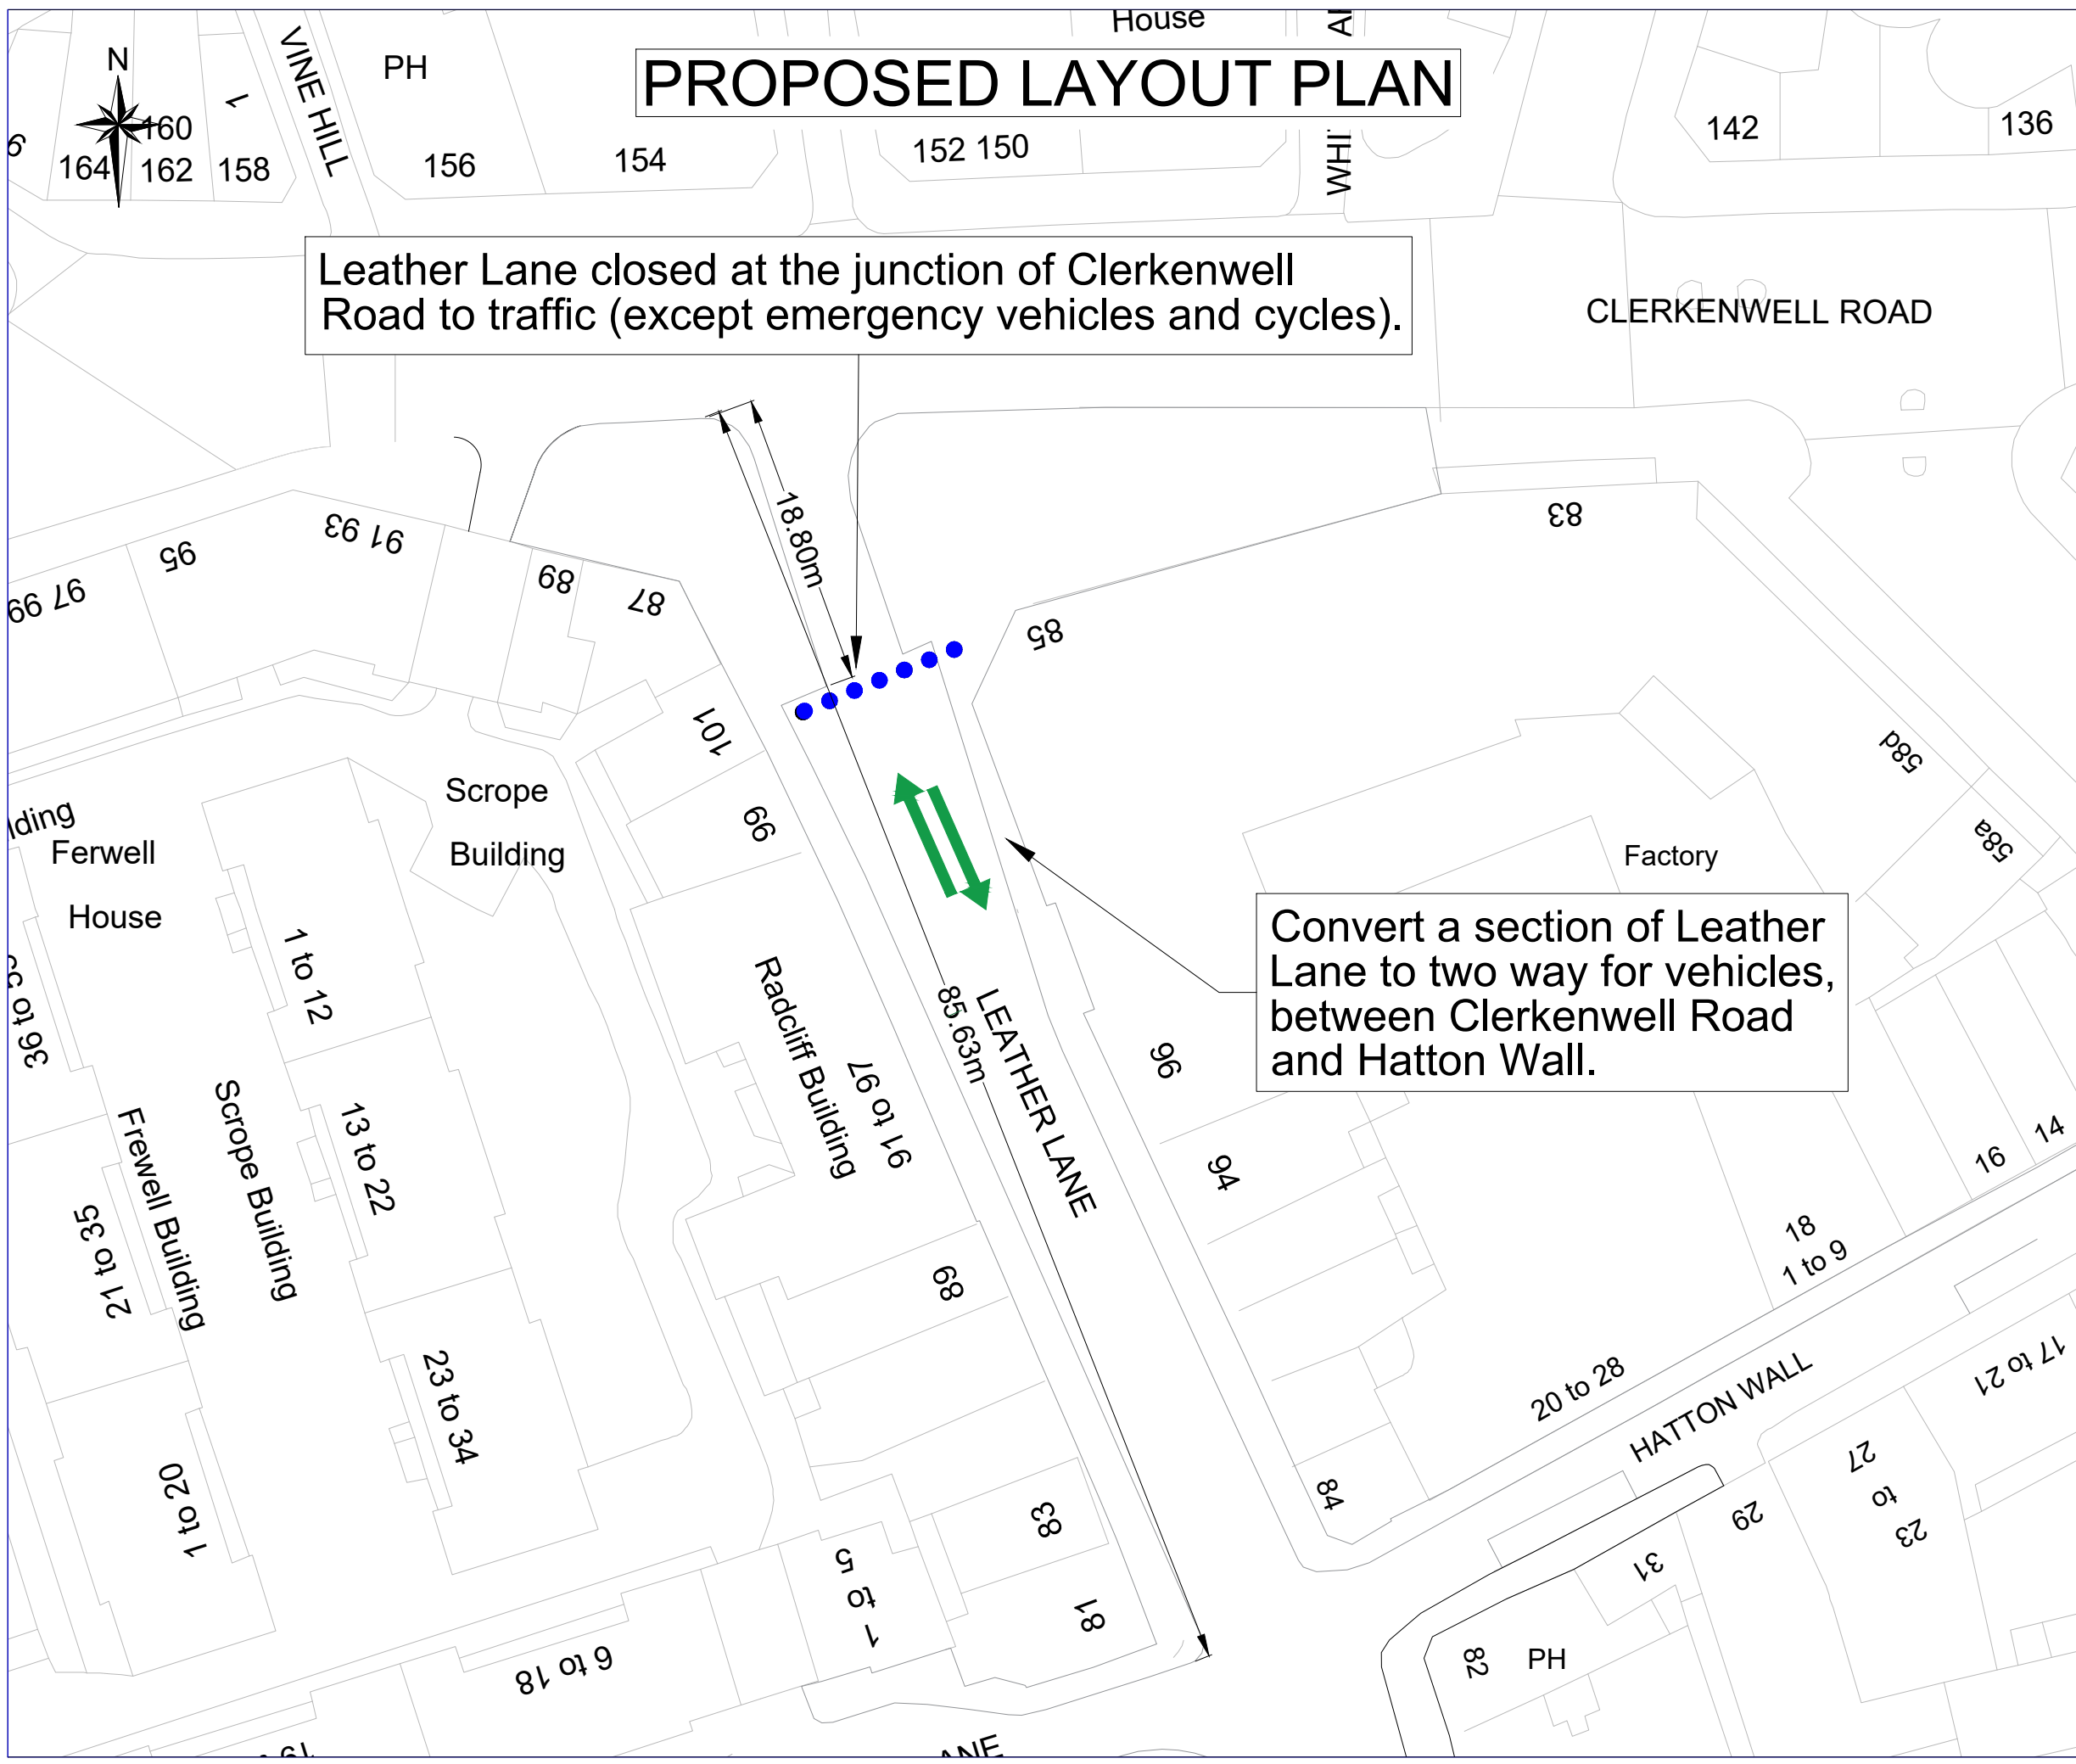 House
PROPOSED LAYOUT PLAN
N
VINE HILL
PH
1
160
164
162
158
156
154
152 150
142
136
Leather Lane closed at the junction of Clerkenwell
Road to traffic (except emergency vehicles and cycles).
CLERKENWELL ROAD
18.80m
83
91 93
95
97 99
89
87
85
101
99
58d
58a
Scrope
Building
Ferwell
House
Factory
Convert a section of Leather
Lane to two way for vehicles,
between Clerkenwell Road
and Hatton Wall.
1 to 12
Radcliff Building
91 to 97
85.63m
LEATHER LANE
96
94
Scrope Building
13 to 22
Frewell Building
21 to 35
14
16
18
1 to 9
89
23 to 34
1 to 20
20 to 28
HATTON WALL
17 to 21
27
to
23
29
31
84
83
81
1
to
5
6 to 18
82
PH